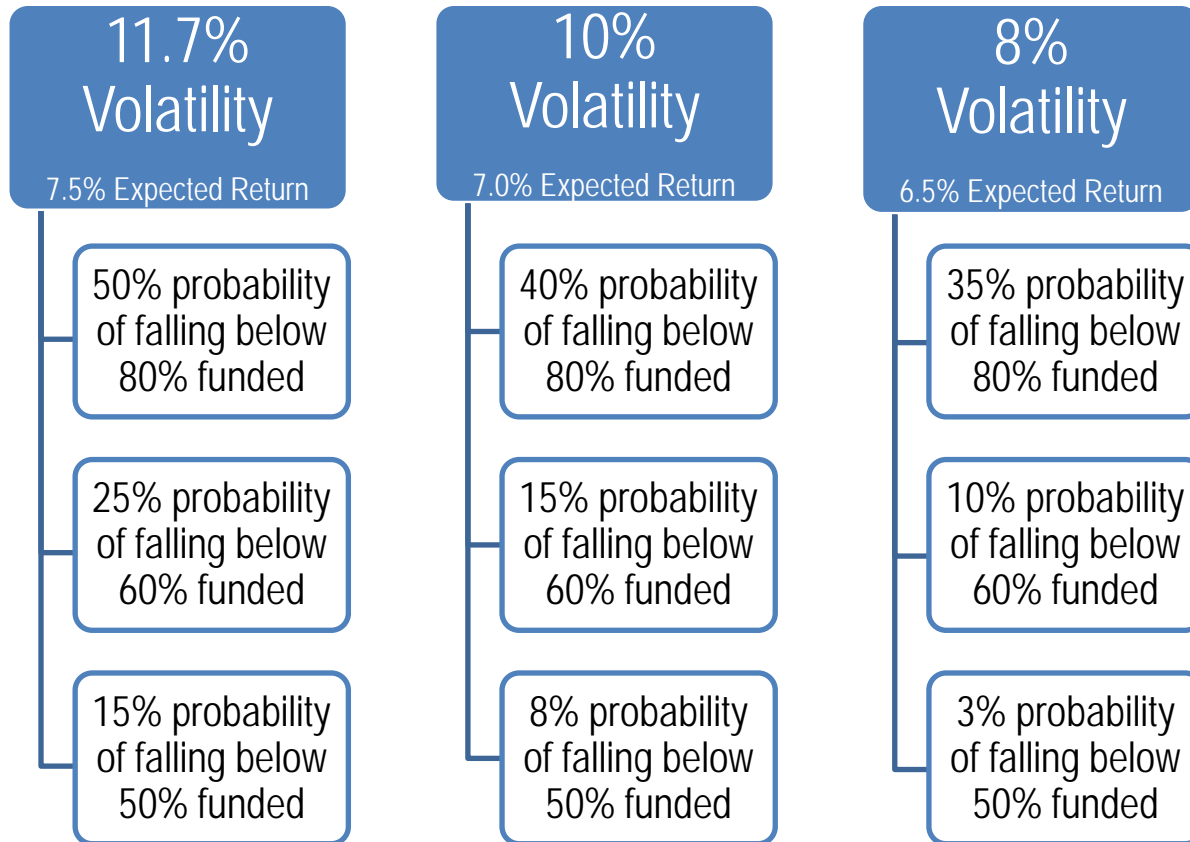 11.7%
Volatility
7.5% Expected Return
50% probability
of falling below
80% funded
25% probability
of falling below
60% funded
15% probability
of falling below
50% funded
10%
Volatility
7.0% Expected Return
40% probability
of falling below
80% funded
15% probability
of falling below
60% funded
8% probability
of falling below
50% funded
8%
Volatility
6.5% Expected Return
35% probability
of falling below
80% funded
10% probability
of falling below
60% funded
3% probability
of falling below
50% funded